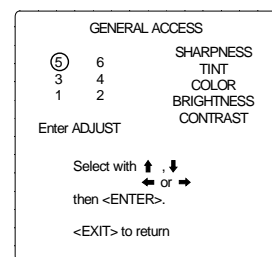 GENERAL ACCESS
5 6 SHARPNESS
3 4 TINT
1 2 COLOR
BRIGHTNESS
CONTRAST
Enter ADJUST
Select with ⬆ , ⬇
⬅ or ➡
then <ENTER>.
<EXIT> to return